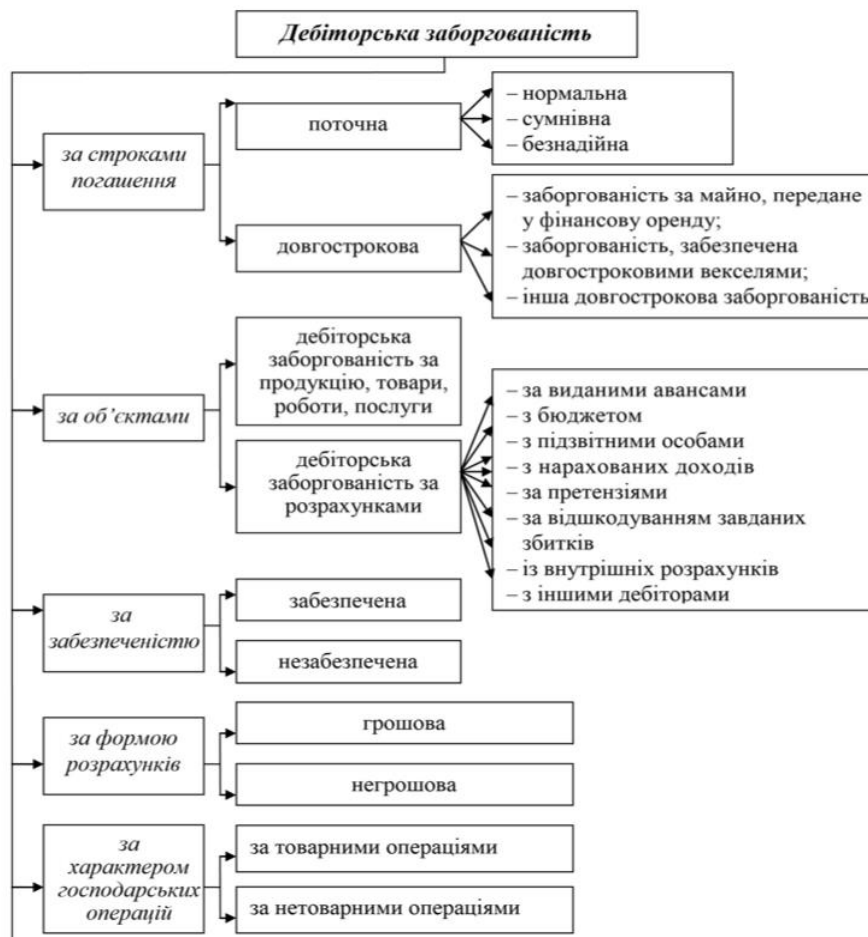 Дебіторська заборгованість
за строками
погашення
поточна
– нормальна
– сумнівна
– безнадійна
довгострокова
– заборгованість за майно, передане
у фінансову оренду;
– заборгованість, забезпечена
довгостроковими векселями;
– інша довгострокова заборгованість
за об’єктами
дебіторська
заборгованість за
продукцію, товари,
роботи, послуги
дебіторська
заборгованість за
розрахунками
– за виданими авансами
– з бюджетом
– з підзвітними особами
– з нарахованих доходів
– за претензіями
– за відшкодуванням завданих
збитків
– із внутрішніх розрахунків
– з іншими дебіторами
за
забезпеченістю
забезпечена
незабезпечена
за формою
розрахунків
грошова
негрошова
за
характером
господарських
операцій
за товарними операціями
за нетоварними операціями